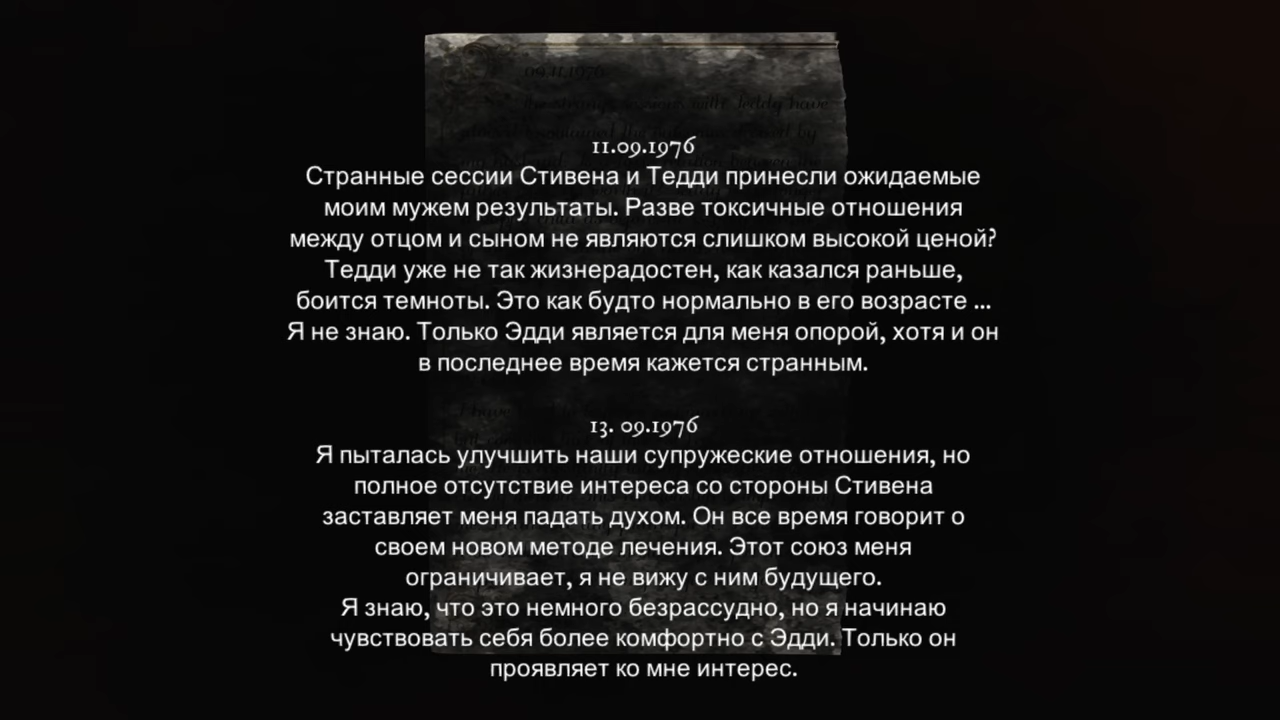 11.09.1976
Странные сессии Стивена и Тедди принесли ожидаемые
моим мужем результаты. Разве токсичные отношения
между отцом и сыном не являются слишком высокой ценой?
Тедди уже не так жизнерадостен, как казался раньше,
боится темноты. Это как будто нормально в его возрасте ...
Я не знаю. Только Эдди является для меня опорой, хотя и он
в последнее время кажется странным.
13. 09.1976
Я пыталась улучшить наши супружеские отношения, но
полное отсутствие интереса со стороны Стивена
заставляет меня падать духом. Он все время говорит о
своем новом методе лечения. Этот союз меня
ограничивает, я не вижу с ним будущего.
Я знаю, что это немного безрассудно, но я начинаю
чувствовать себя более комфортно с Эдди. Только он
проявляет ко мне интерес.